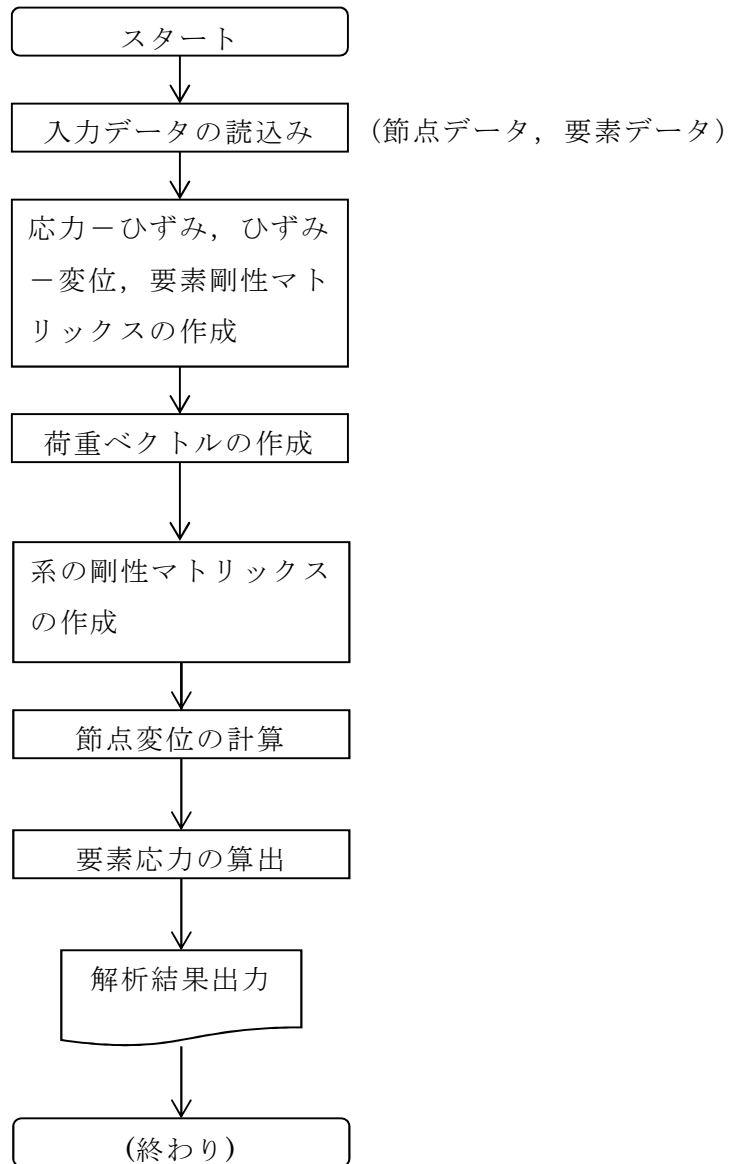 スタート
入力データの読込み (節点データ，要素データ)
応力－ひずみ，ひずみ
－変位，要素剛性マト
リックスの作成
荷重ベクトルの作成
系の剛性マトリックス
の作成
節点変位の計算
要素応力の算出
解析結果出力
(終わり)